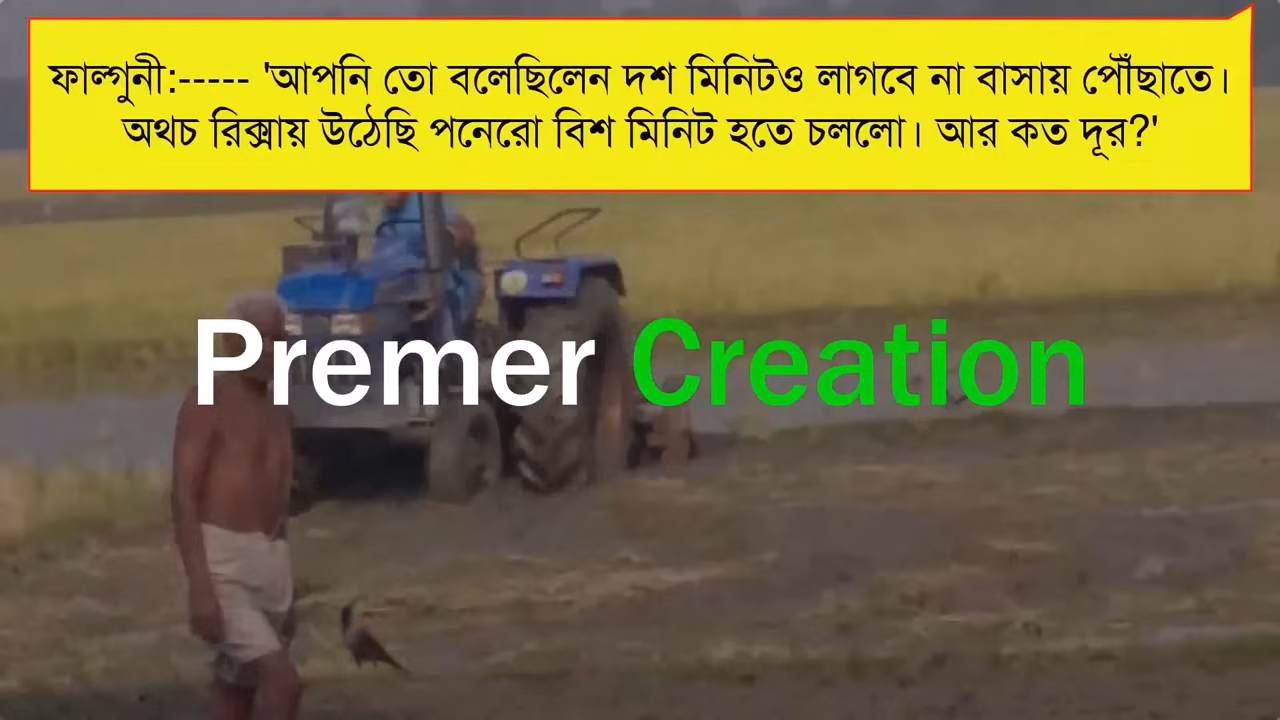 ফাল্গুনী:----- 'আপনি তো বলেছিলেন দশ মিনিটও লাগবে না বাসায় পৌঁছাতে।
অথচ রিক্সায় উঠেছি পনেরো বিশ মিনিট হতে চললো। আর কত দূর?'
Premer Creation